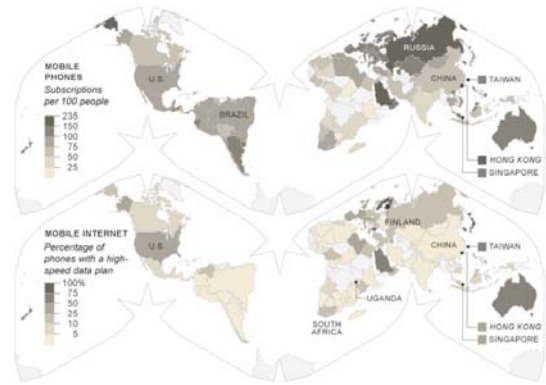 MOBILE
PHONES
Subscriptions
per 100 people
235
150
100
75
50
25
U.S.
BRAZIL
RUSSIA
CHINA
TAIWAN
HONG KONG
SINGAPORE
MOBILE INTERNET
Percentage of
phones with a high-
speed data plan
100%
75
50
25
10
5
U.S.
FINLAND
CHINA
TAIWAN
UGANDA
SOUTH
AFRICA
HONG KONG
SINGAPORE